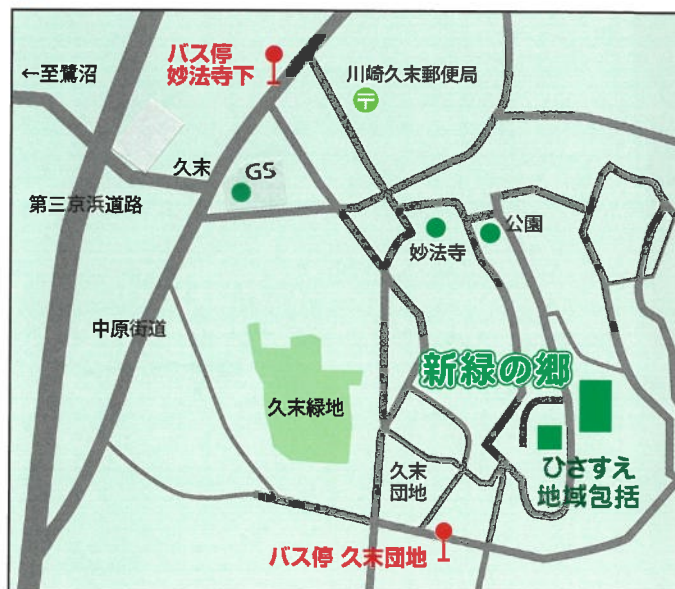 バス停
妙法寺下
←至鷺沼
川崎久末郵便局
〒
久末
GS
第三京浜道路
妙法寺
公園
中原街道
新緑の郷
久末緑地
久末
団地
ひさすえ
地域包括
バス停 久末団地